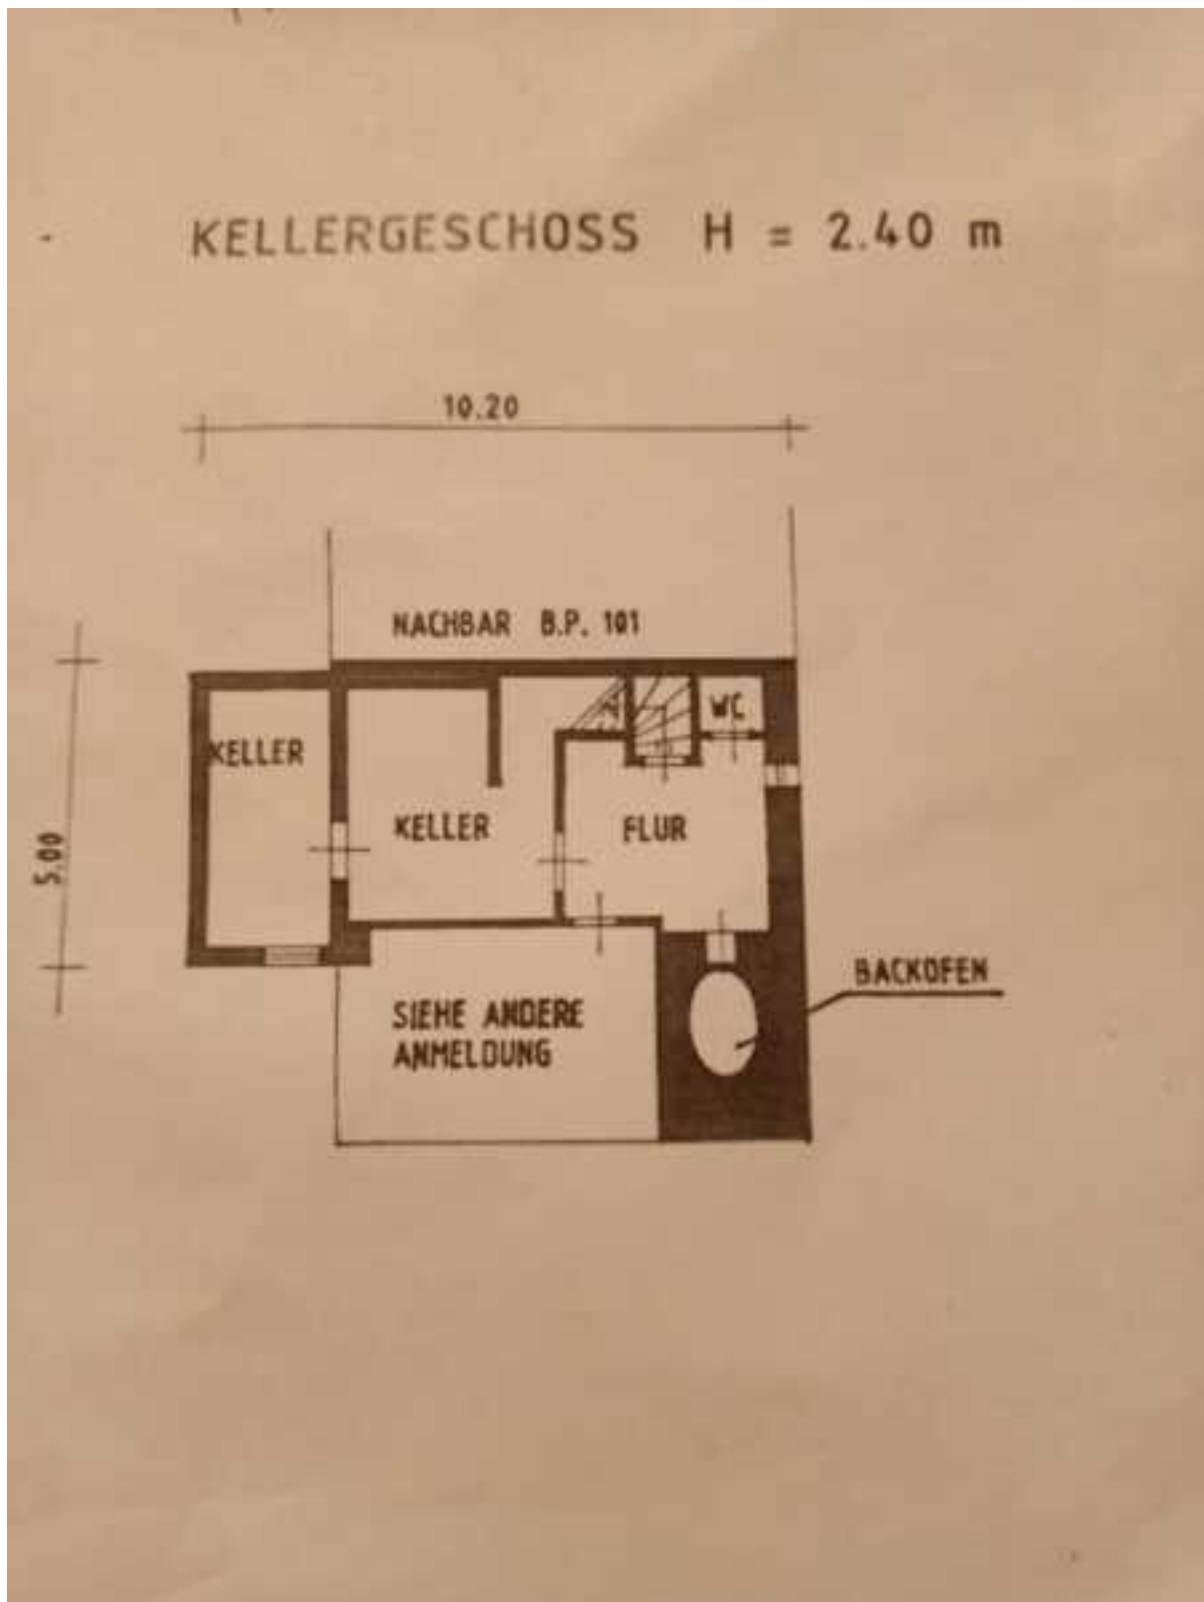 KELLERGESCHOSS H = 2.40 m
10.20
NACHBAR B.P. 101
WC
KELLER
KELLER
FLUR
5.00
BACKOFEN
SIEHE ANDERE
ANMELDUNG